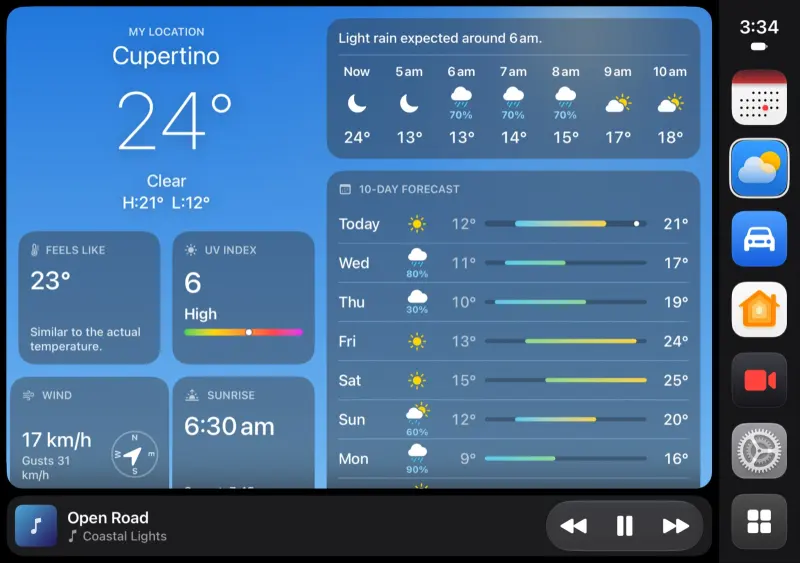 MY LOCATION
Cupertino
24°
Clear
H:21° L:12°
FEELS LIKE
23°
Similar to the actual
temperature.
UV INDEX
6
High
WIND
17 km/h
Gusts 31
km/h
N
W E
S
SUNRISE
6:30 am
Light rain expected around 6 am.
Now 5 am 6 am 7 am 8 am 9 am 10 am
70% 70% 70%
24° 13° 13° 14° 15° 17° 18°
10-DAY FORECAST
Today 12° 21°
Wed 80% 11° 17°
Thu 30% 10° 19°
Fri 13° 24°
Sat 15° 25°
Sun 60% 12° 20°
Mon 90% 9° 16°
3:34
Open Road
Coastal Lights